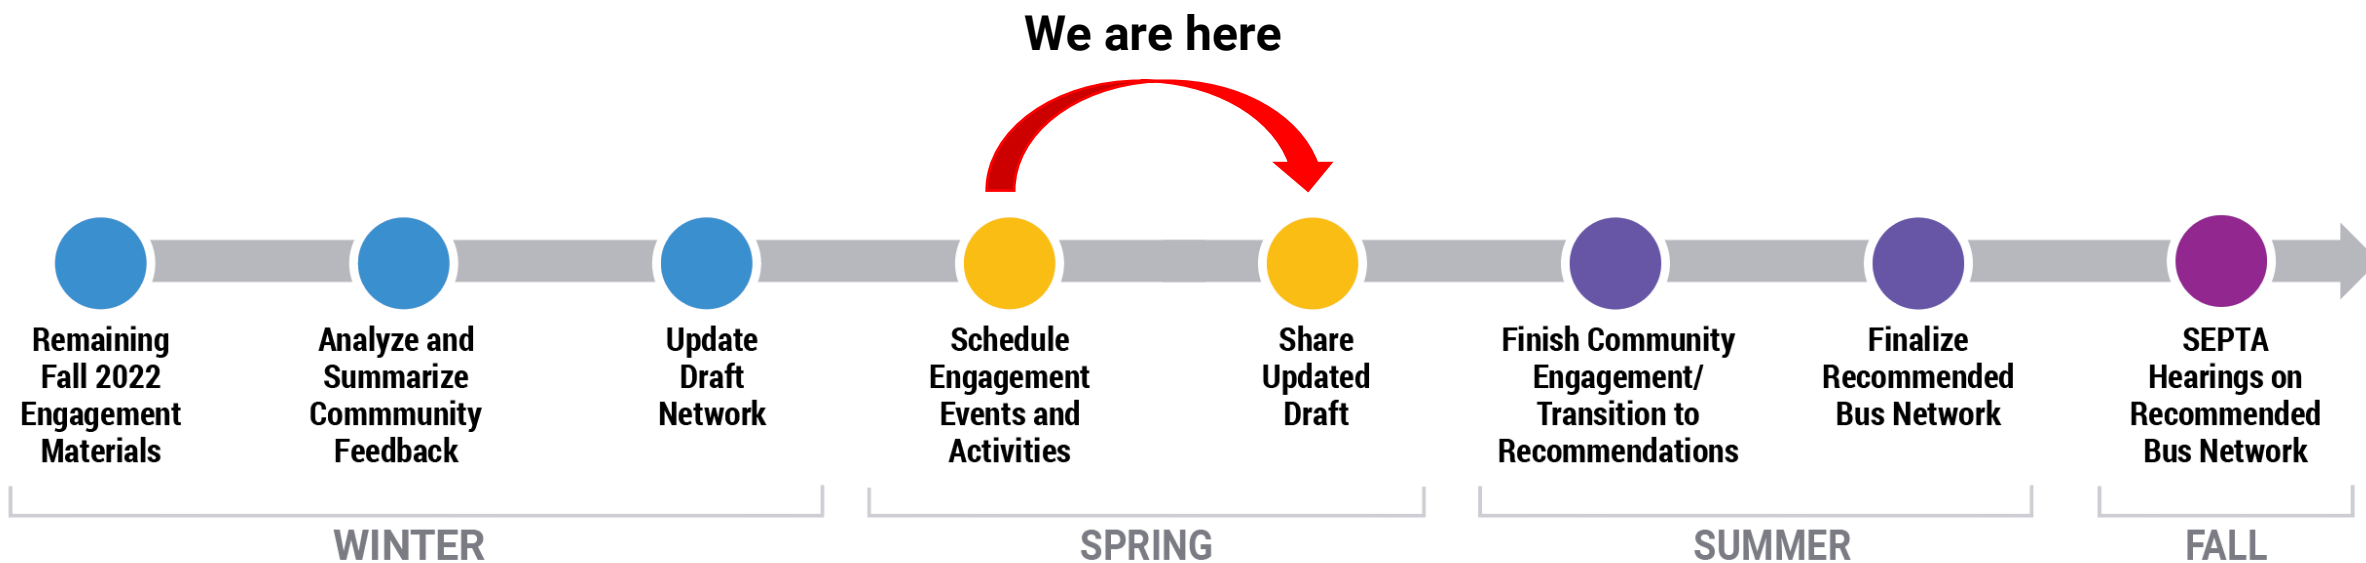 We are here
Remaining
Fall 2022
Engagement
Materials
Analyze and
Summarize
Commmunity
Feedback
Update
Draft
Network
Schedule
Engagement
Events and
Activities
Share
Updated
Draft
Finish Community
Engagement/
Transition to
Recommendations
Finalize
Recommended
Bus Network
SEPTA
Hearings on
Recommended
Bus Network
WINTER
SPRING
SUMMER
FALL